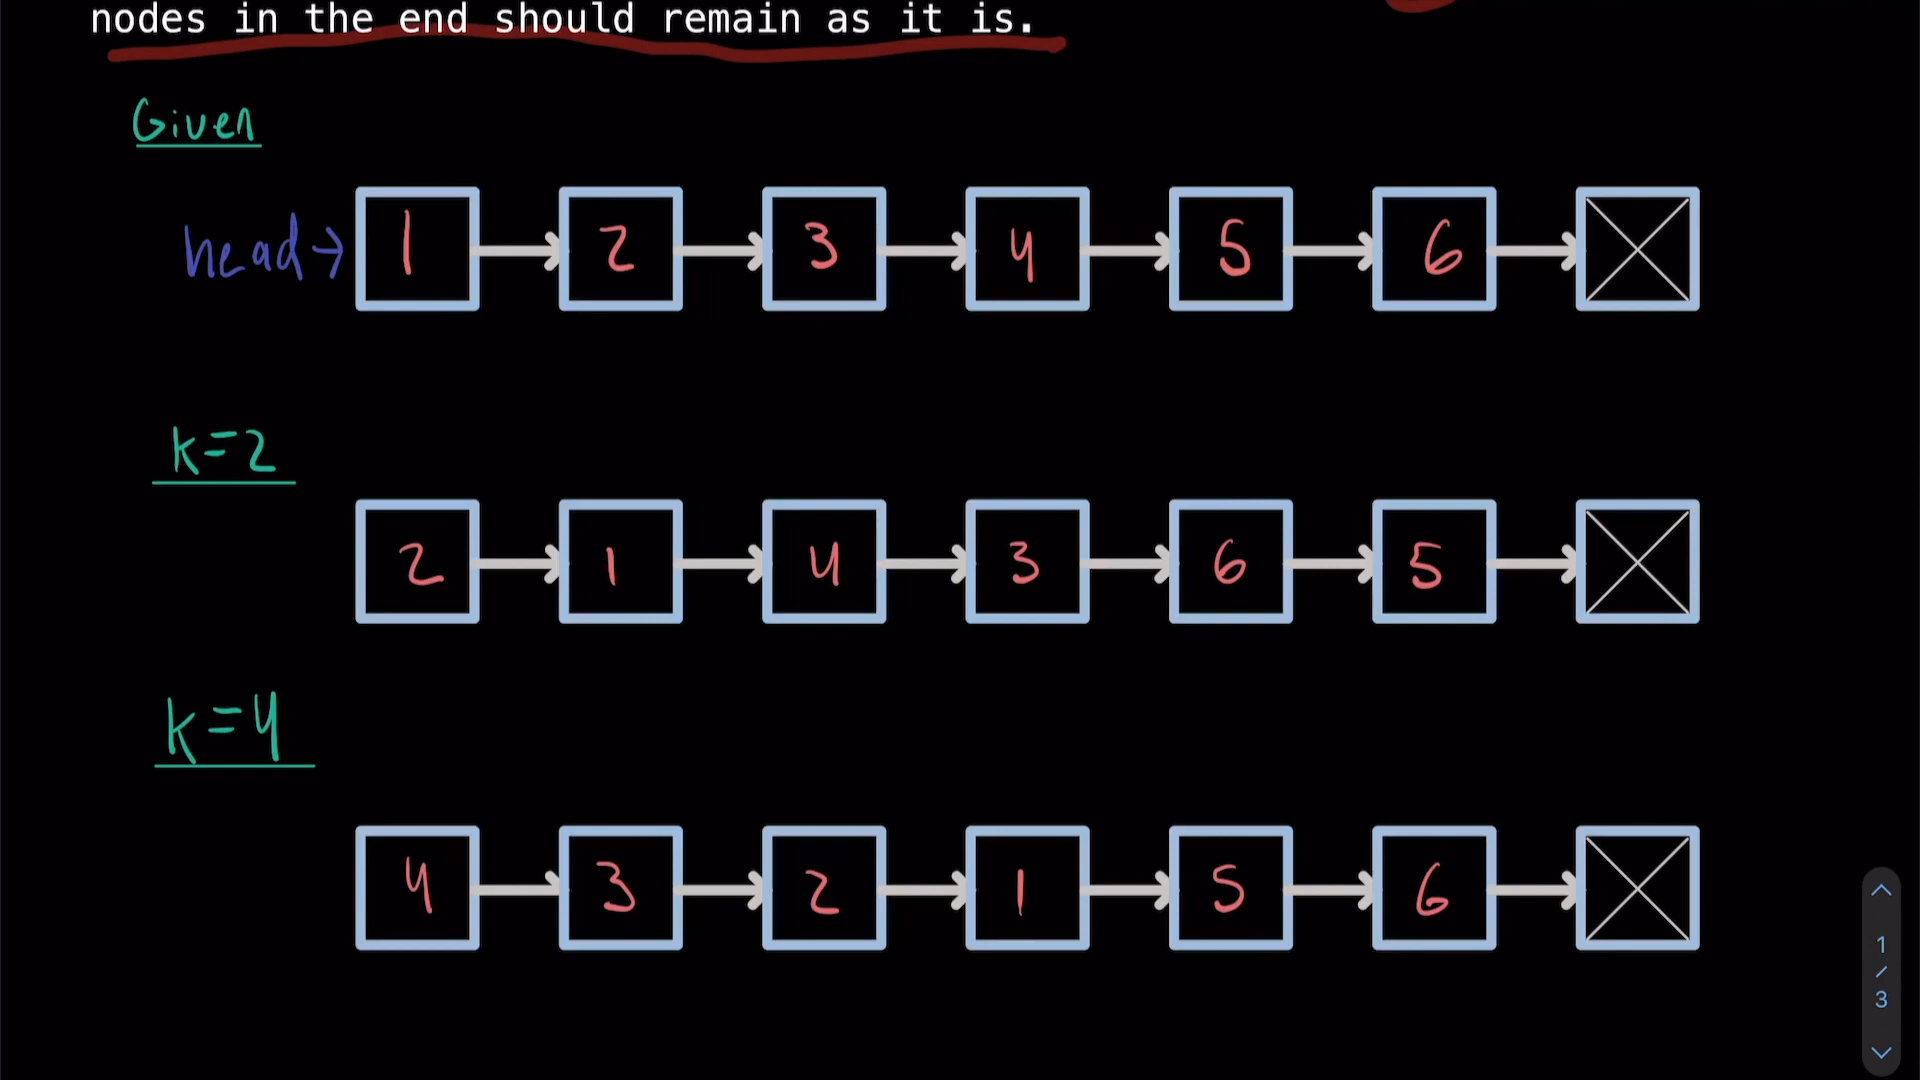 nodes in the end should remain as it is.
Given
head→ 1 2 3 4 5 6
k=2
2 1 4 3 6 5
k=4
4 3 2 1 5 6
1
/
3